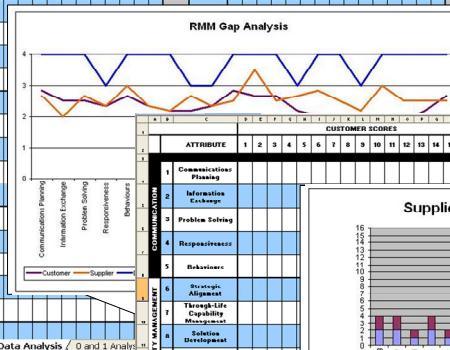 RMM Gap Analysis
4
3
2
1
0
Communications Planning
Information Exchange
Problem Solving
Responsiveness
Behaviours
Customer Supplier
CUSTOMER SCORES
ATTRIBUTE 1 2 3 4 5 6 7 8 9 10 11 12 13 14
COMMUNICATION
1 Communications
Planning
2 Information
Exchange
3 Problem Solving
4 Responsiveness
5 Behaviours
6 Strategic
Alignment
7 Through-Life
Capability
Management
8 Solution
Development
Y MANAGEMENT
Supplie
16
15
14
13
12
11
10
9
8
7
6
5
4
3
2
1
0
Data Analysis / 0 and 1 Analys